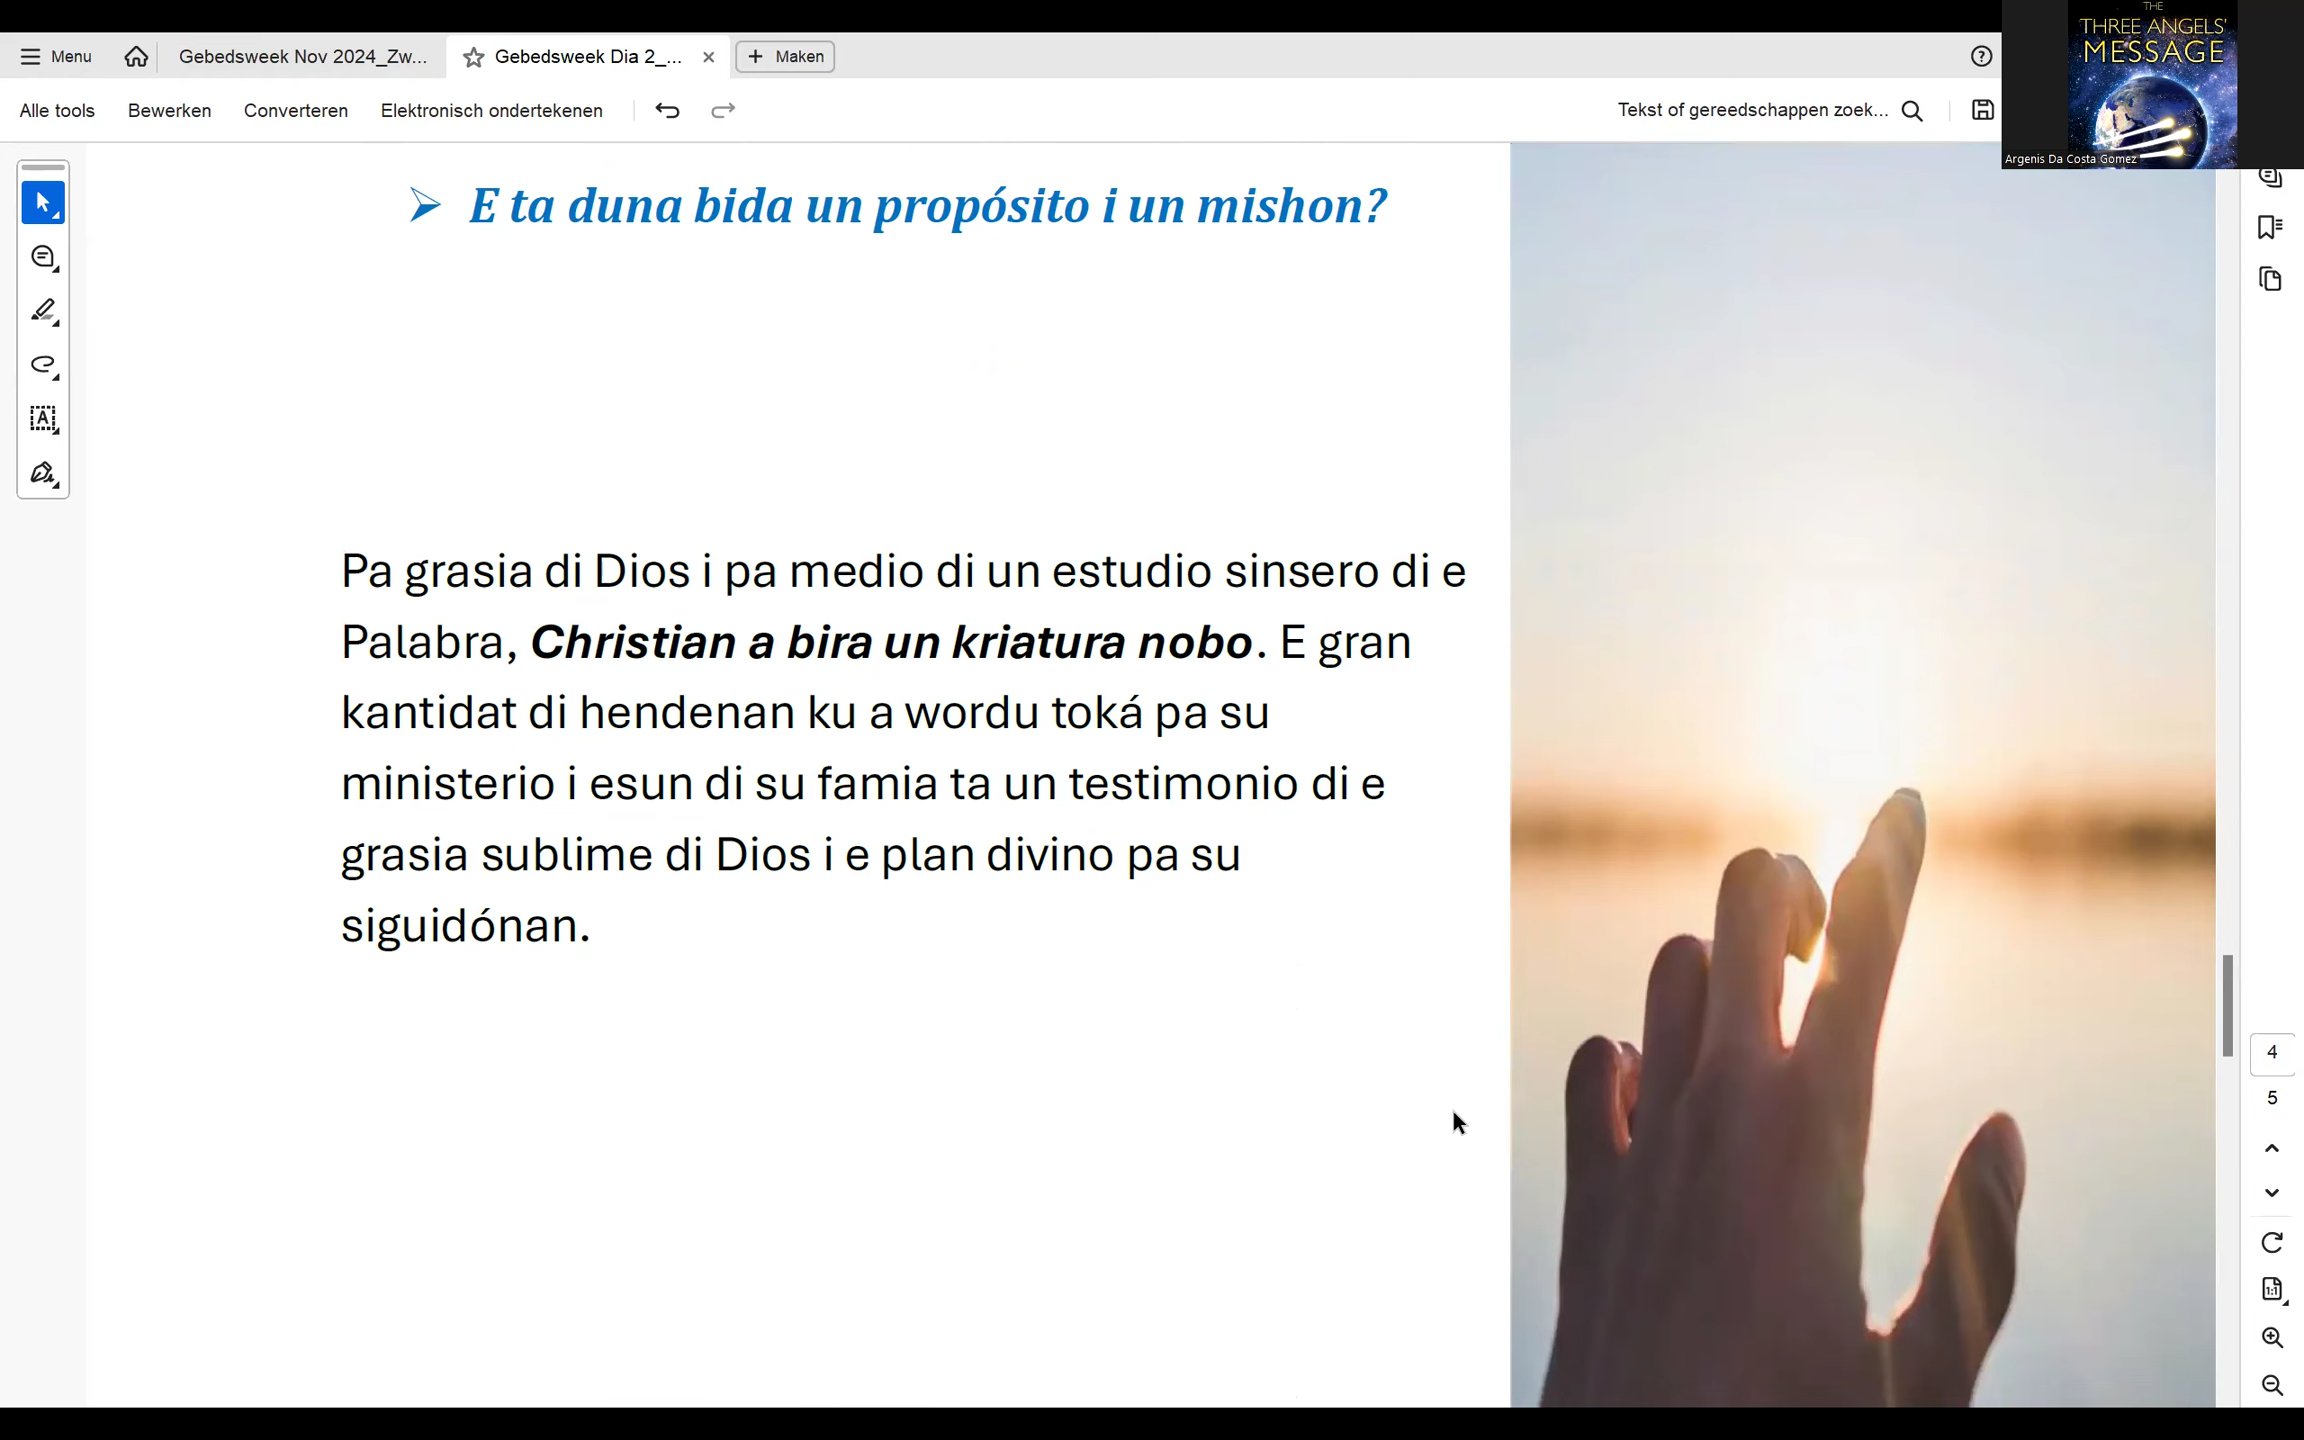 THE
THREE ANGELS'
MESSAGE
Argenis Da Costa Gomez
Menu
Gebedsweek Nov 2024_Zw...
Gebedsweek Dia 2_...
Maken
Alle tools
Bewerken
Converteren
Elektronisch ondertekenen
Tekst of gereedschappen zoek...
E ta duna bida un propósito i un mishon?
Pa grasia di Dios i pa medio di un estudio sinsero di e
Palabra, Christian a bira un kriatura nobo. E gran
kantidat di hendenan ku a wordu toká pa su
ministerio i esun di su famia ta un testimonio di e
grasia sublime di Dios i e plan divino pa su
siguidónan.
4
5